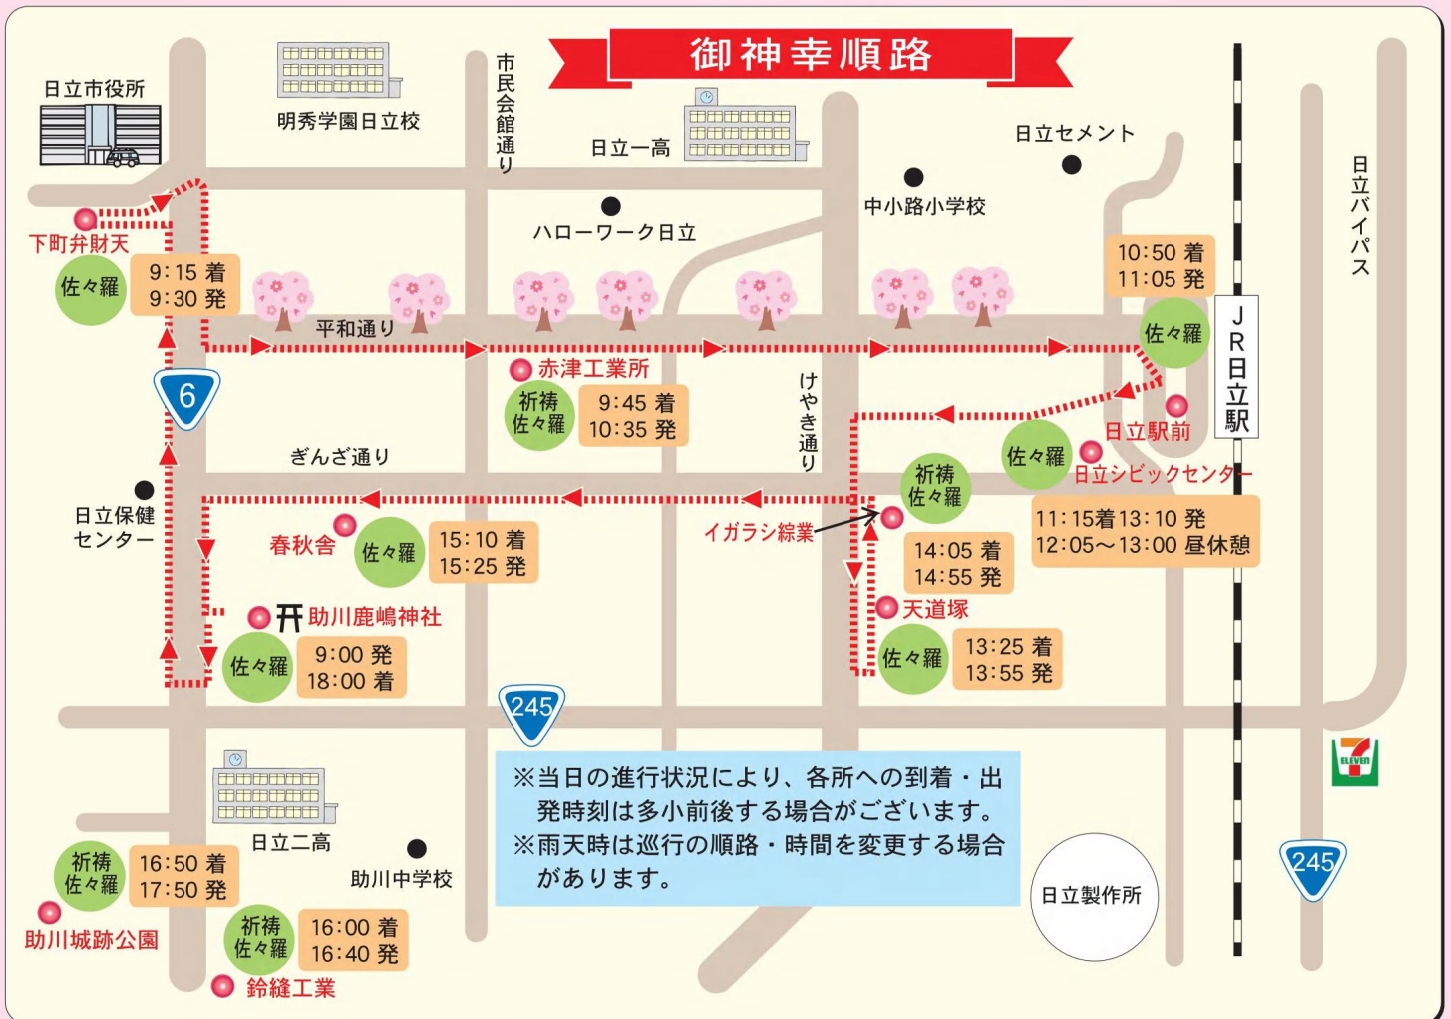 御神幸順路
日立市役所
明秀学園日立校
市民会館通り
日立一高
日立セメント
中小路小学校
ハローワーク日立
日立バイパス
下町弁財天
佐々羅
9:15 着
9:30 発
10:50 着
11:05 発
佐々羅
平和通り
JR日立駅
6
赤津工業所
祈祷
佐々羅
9:45 着
10:35 発
けやき通り
日立駅前
佐々羅
日立シビックセンター
11:15着13:10 発
12:05〜13:00 昼休憩
ぎんざ通り
日立保健
センター
春秋舎
佐々羅
15:10 着
15:25 発
イガラシ綜業
祈祷
佐々羅
14:05 着
14:55 発
助川鹿嶋神社
佐々羅
9:00 発
18:00 着
天道塚
佐々羅
13:25 着
13:55 発
245
※当日の進行状況により、各所への到着・出
発時刻は多小前後する場合がございます。
※雨天時は巡行の順路・時間を変更する場合
があります。
7
ELEVEN
日立二高
助川中学校
祈祷
佐々羅
16:50 着
17:50 発
助川城跡公園
祈祷
佐々羅
16:00 着
16:40 発
鈴縫工業
日立製作所
245